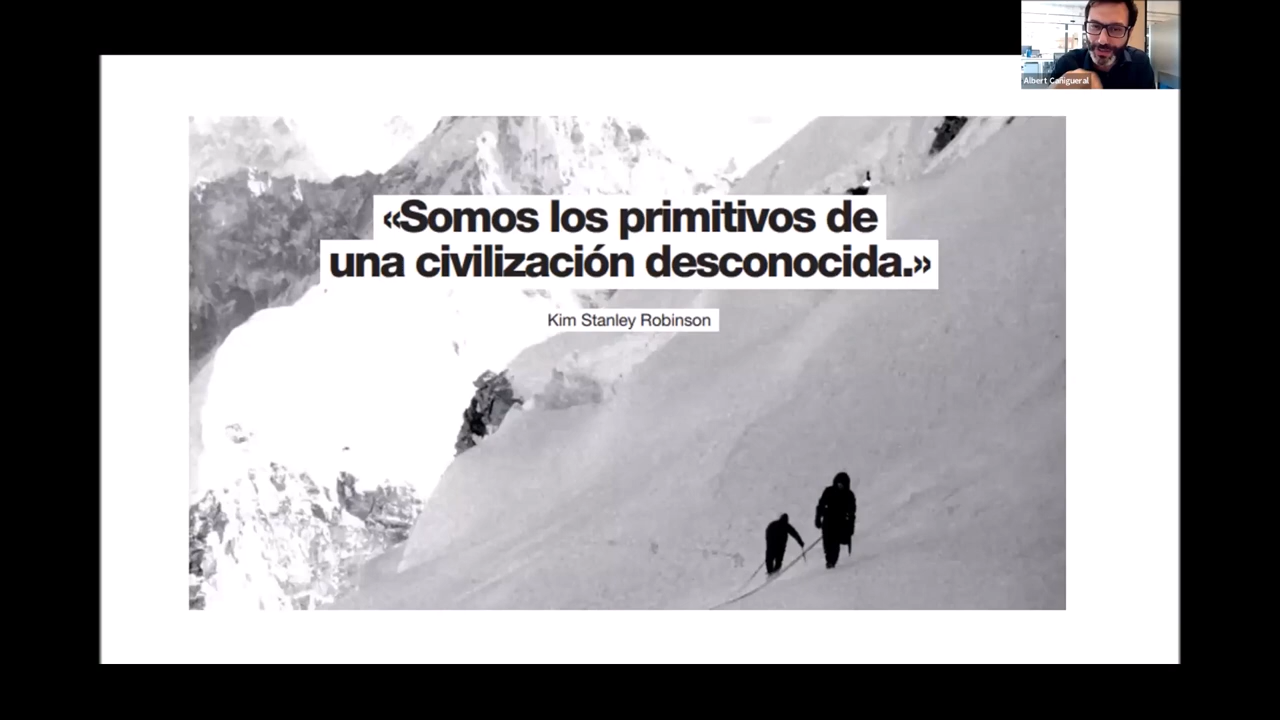 Albert Cañigueral
«Somos los primitivos de
una civilización desconocida.»
Kim Stanley Robinson